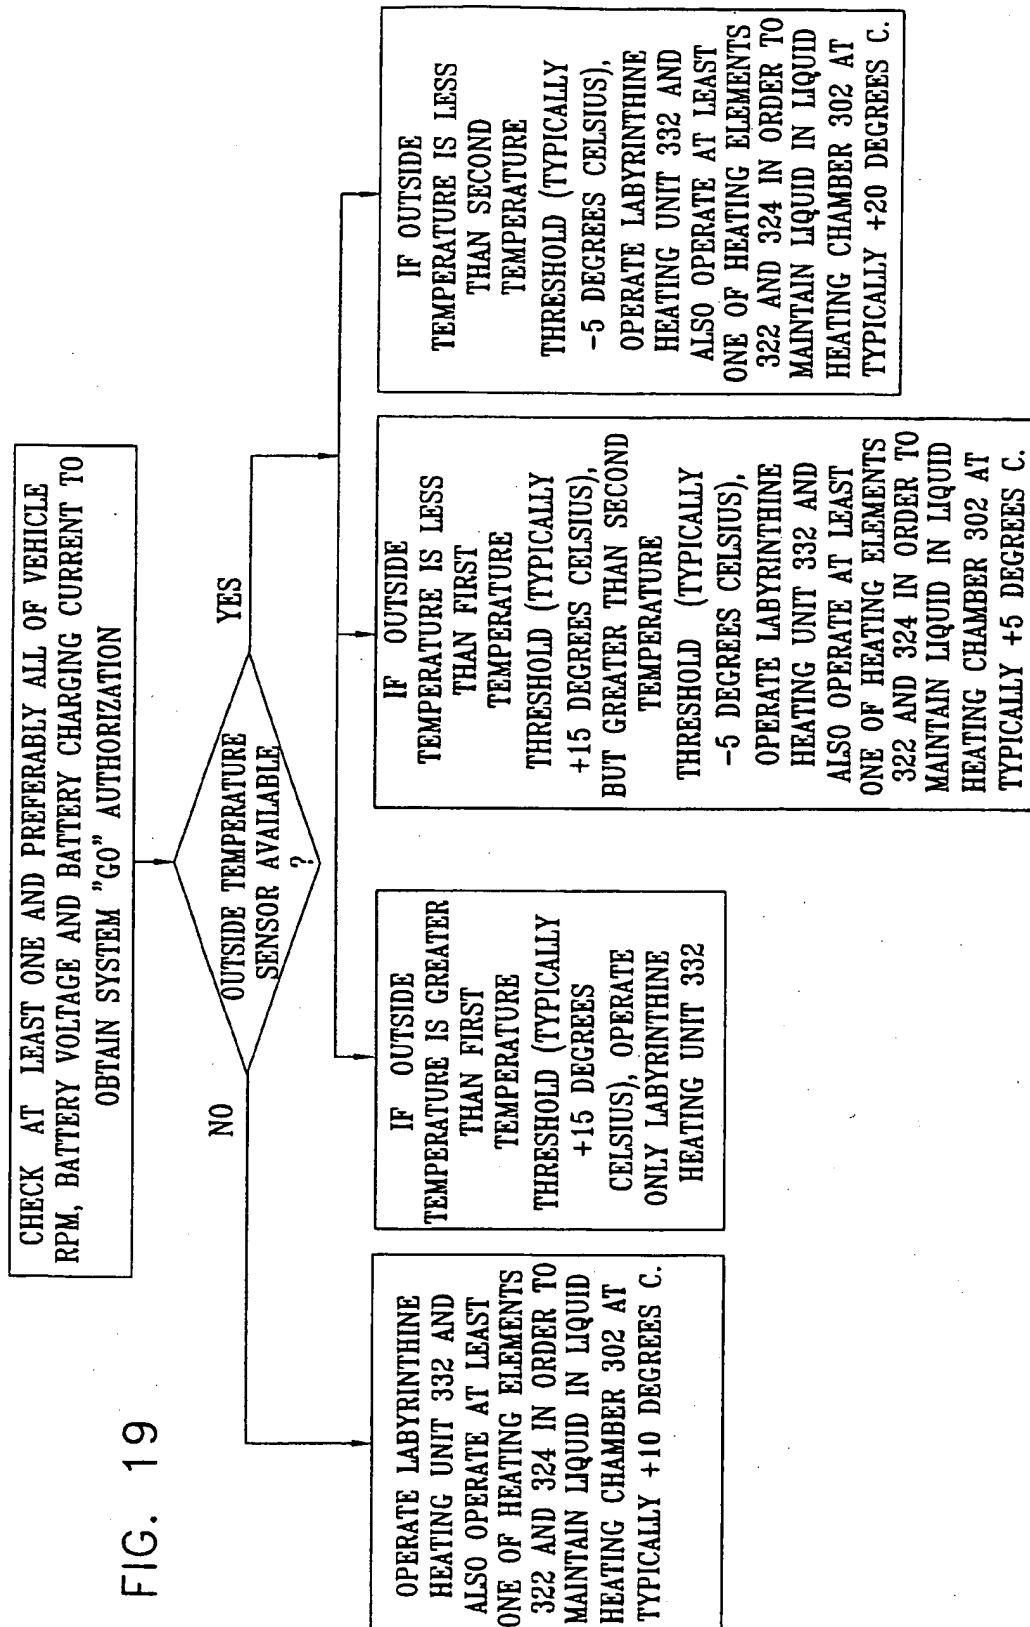 FIG. 19
CHECK AT LEAST ONE AND PREFERABLY ALL OF VEHICLE
RPM, BATTERY VOLTAGE AND BATTERY CHARGING CURRENT TO
OBTAIN SYSTEM "GO" AUTHORIZATION
OUTSIDE TEMPERATURE
SENSOR AVAILABLE
?
NO
YES
OPERATE LABYRINTHINE
HEATING UNIT 332 AND
ALSO OPERATE AT LEAST
ONE OF HEATING ELEMENTS
322 AND 324 IN ORDER TO
MAINTAIN LIQUID IN LIQUID
HEATING CHAMBER 302 AT
TYPICALLY +10 DEGREES C.
IF OUTSIDE
TEMPERATURE IS GREATER
THAN FIRST
TEMPERATURE
THRESHOLD (TYPICALLY
+15 DEGREES
CELSIUS), OPERATE
ONLY LABYRINTHINE
HEATING UNIT 332
IF OUTSIDE
TEMPERATURE IS LESS
THAN FIRST
TEMPERATURE
THRESHOLD (TYPICALLY
+15 DEGREES CELSIUS),
BUT GREATER THAN SECOND
TEMPERATURE
THRESHOLD (TYPICALLY
-5 DEGREES CELSIUS),
OPERATE LABYRINTHINE
HEATING UNIT 332 AND
ALSO OPERATE AT LEAST
ONE OF HEATING ELEMENTS
322 AND 324 IN ORDER TO
MAINTAIN LIQUID IN LIQUID
HEATING CHAMBER 302 AT
TYPICALLY +5 DEGREES C.
IF OUTSIDE
TEMPERATURE IS LESS
THAN SECOND
TEMPERATURE
THRESHOLD (TYPICALLY
-5 DEGREES CELSIUS),
OPERATE LABYRINTHINE
HEATING UNIT 332 AND
ALSO OPERATE AT LEAST
ONE OF HEATING ELEMENTS
322 AND 324 IN ORDER TO
MAINTAIN LIQUID IN LIQUID
HEATING CHAMBER 302 AT
TYPICALLY +20 DEGREES C.